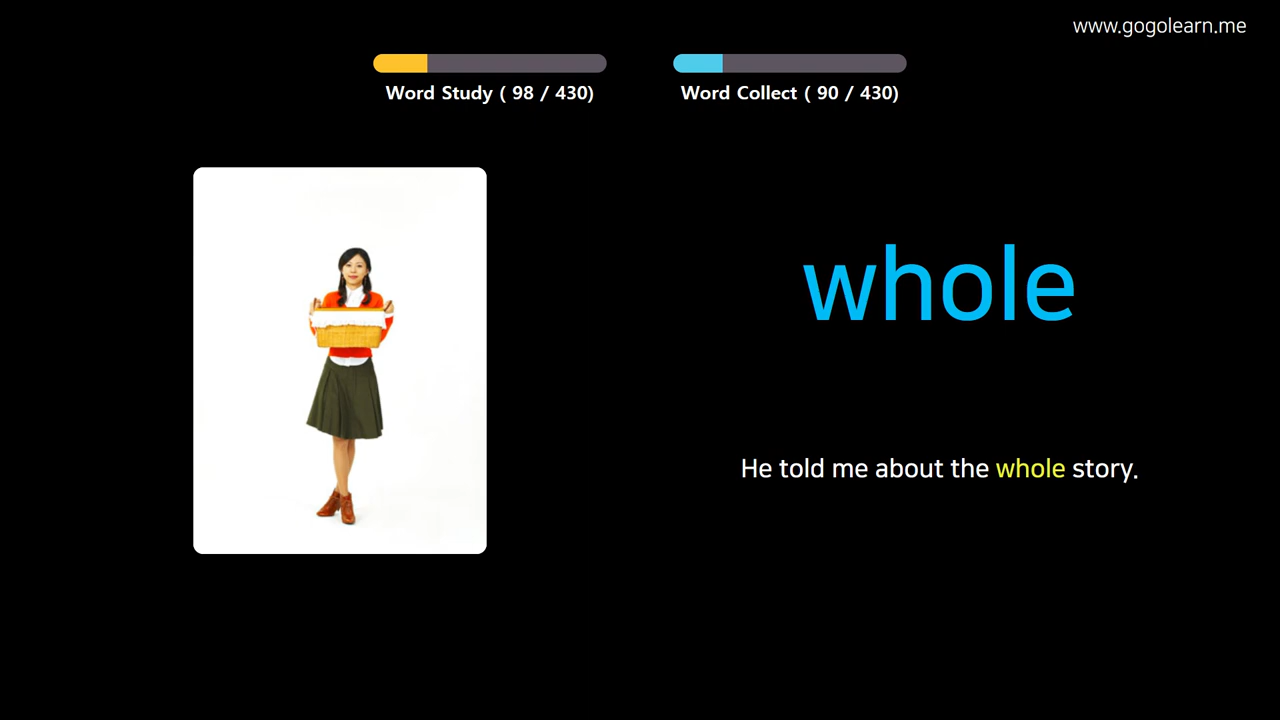 www.gogolearn.me
Word Study ( 98 / 430)
Word Collect ( 90 / 430)
whole
He told me about the whole story.